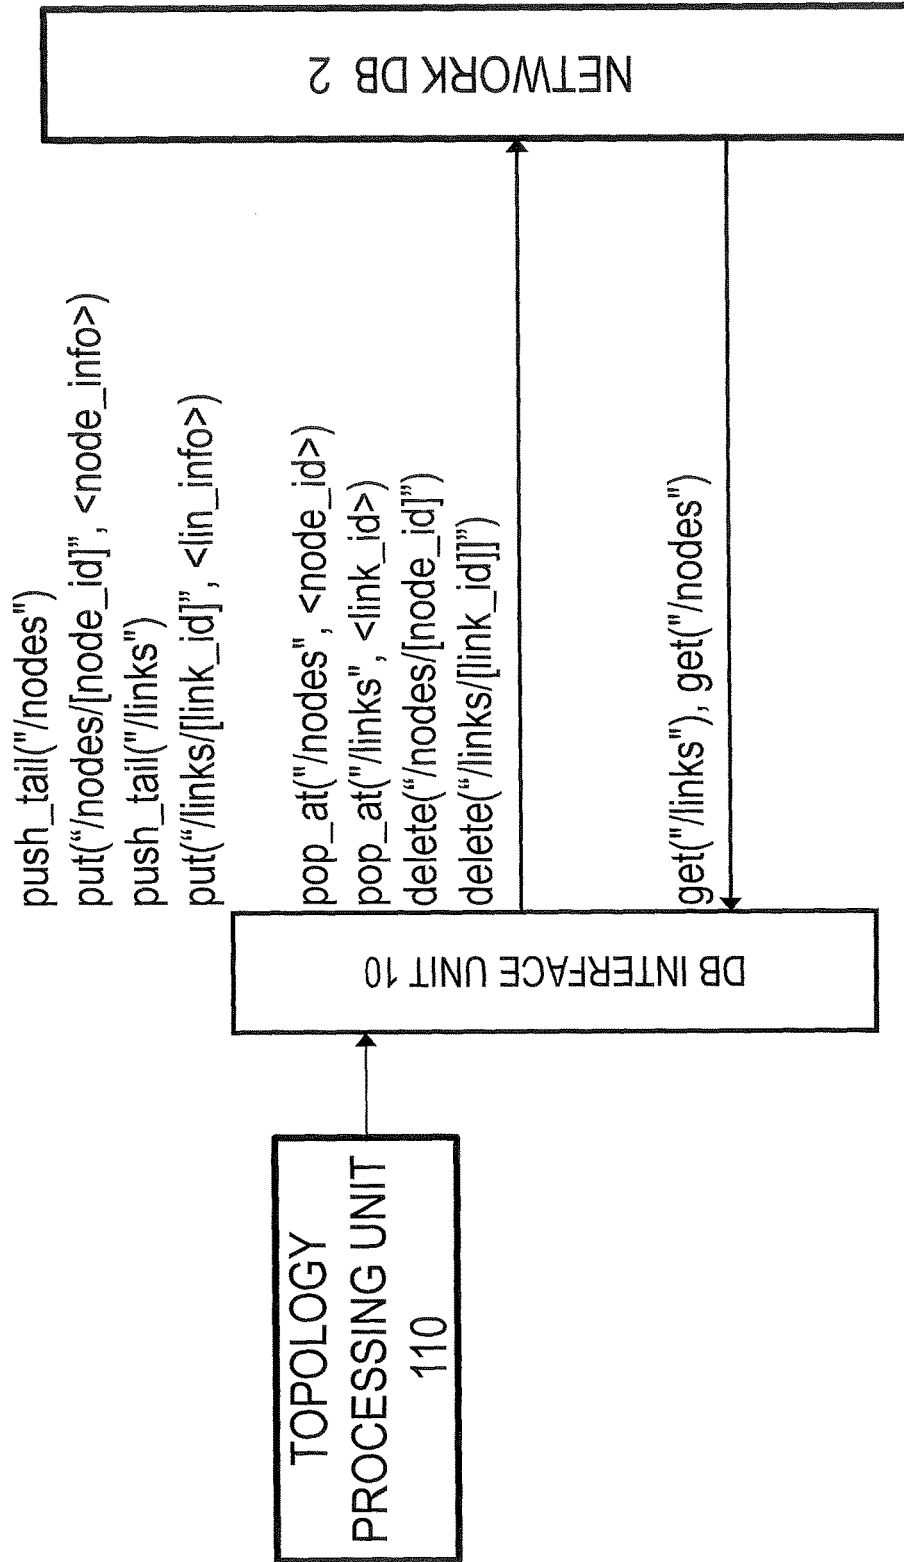 push_tail("/nodes")
put(“/nodes/[node_id]”, <node_info>)
push_tail("/links")
put(“/links/[link_id]”, <lin_info>)
pop_at("/nodes", <node_id>)
pop_at("/links", <link_id>)
delete(“/nodes/[node_id]”)
delete(“/links/[link_id]]”)
get("/links"), get("/nodes")
TOPOLOGY
PROCESSING UNIT
110
DB INTERFACE UNIT 10
NETWORK DB 2